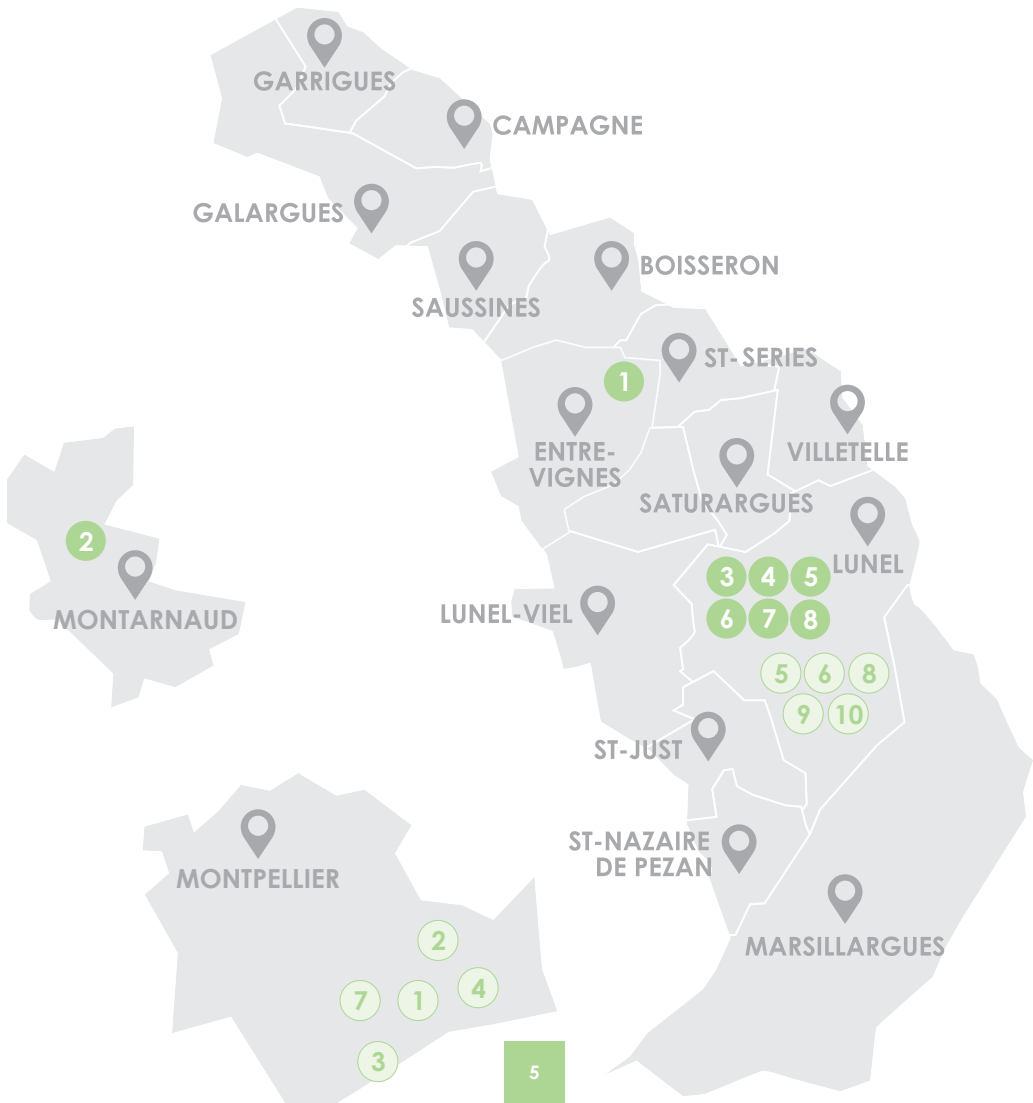 GARRIGUES
CAMPAGNE
GALARGUES
BOISSERON
SAUSSINES
ST- SERIES
1
ENTRE-
VIGNES
VILLETELLE
SATURARGUES
2
MONTARNAUD
LUNEL
3 4 5
6 7 8
LUNEL-VIEL
5 6 8
9 10
ST-JUST
ST-NAZAIRE
DE PEZAN
MONTPELLIER
MARSILLARGUES
2
7 1 4
3
5